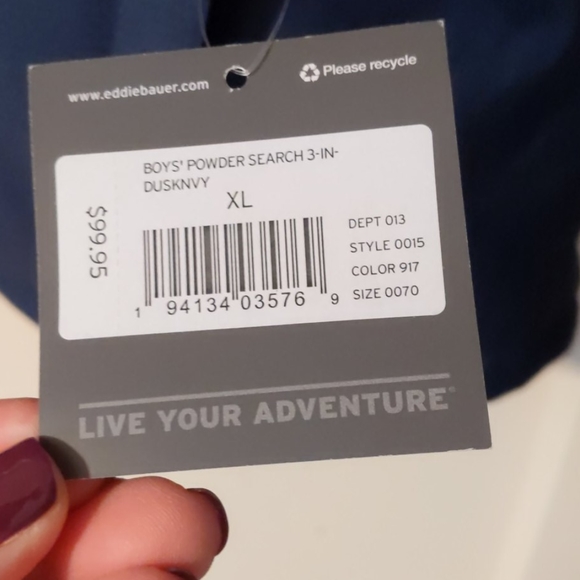 www.eddiebauer.com
Please recycle
BOYS' POWDER SEARCH 3-IN-
DUSKNVY
XL
$99.95
DEPT 013
STYLE 0015
COLOR 917
SIZE 0070
1 94134 03576 9
LIVE YOUR ADVENTURE®